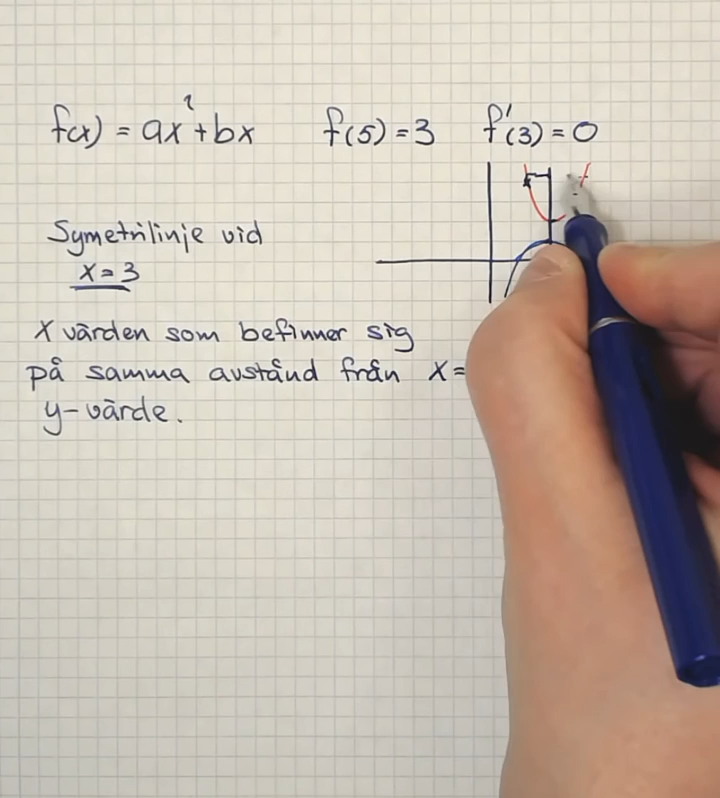 f(x) = ax² + bx f(5) = 3 f'(3) = 0
Symetrilinje vid
x = 3
X värden som befinner sig
på samma avstånd från x =
y-värde.